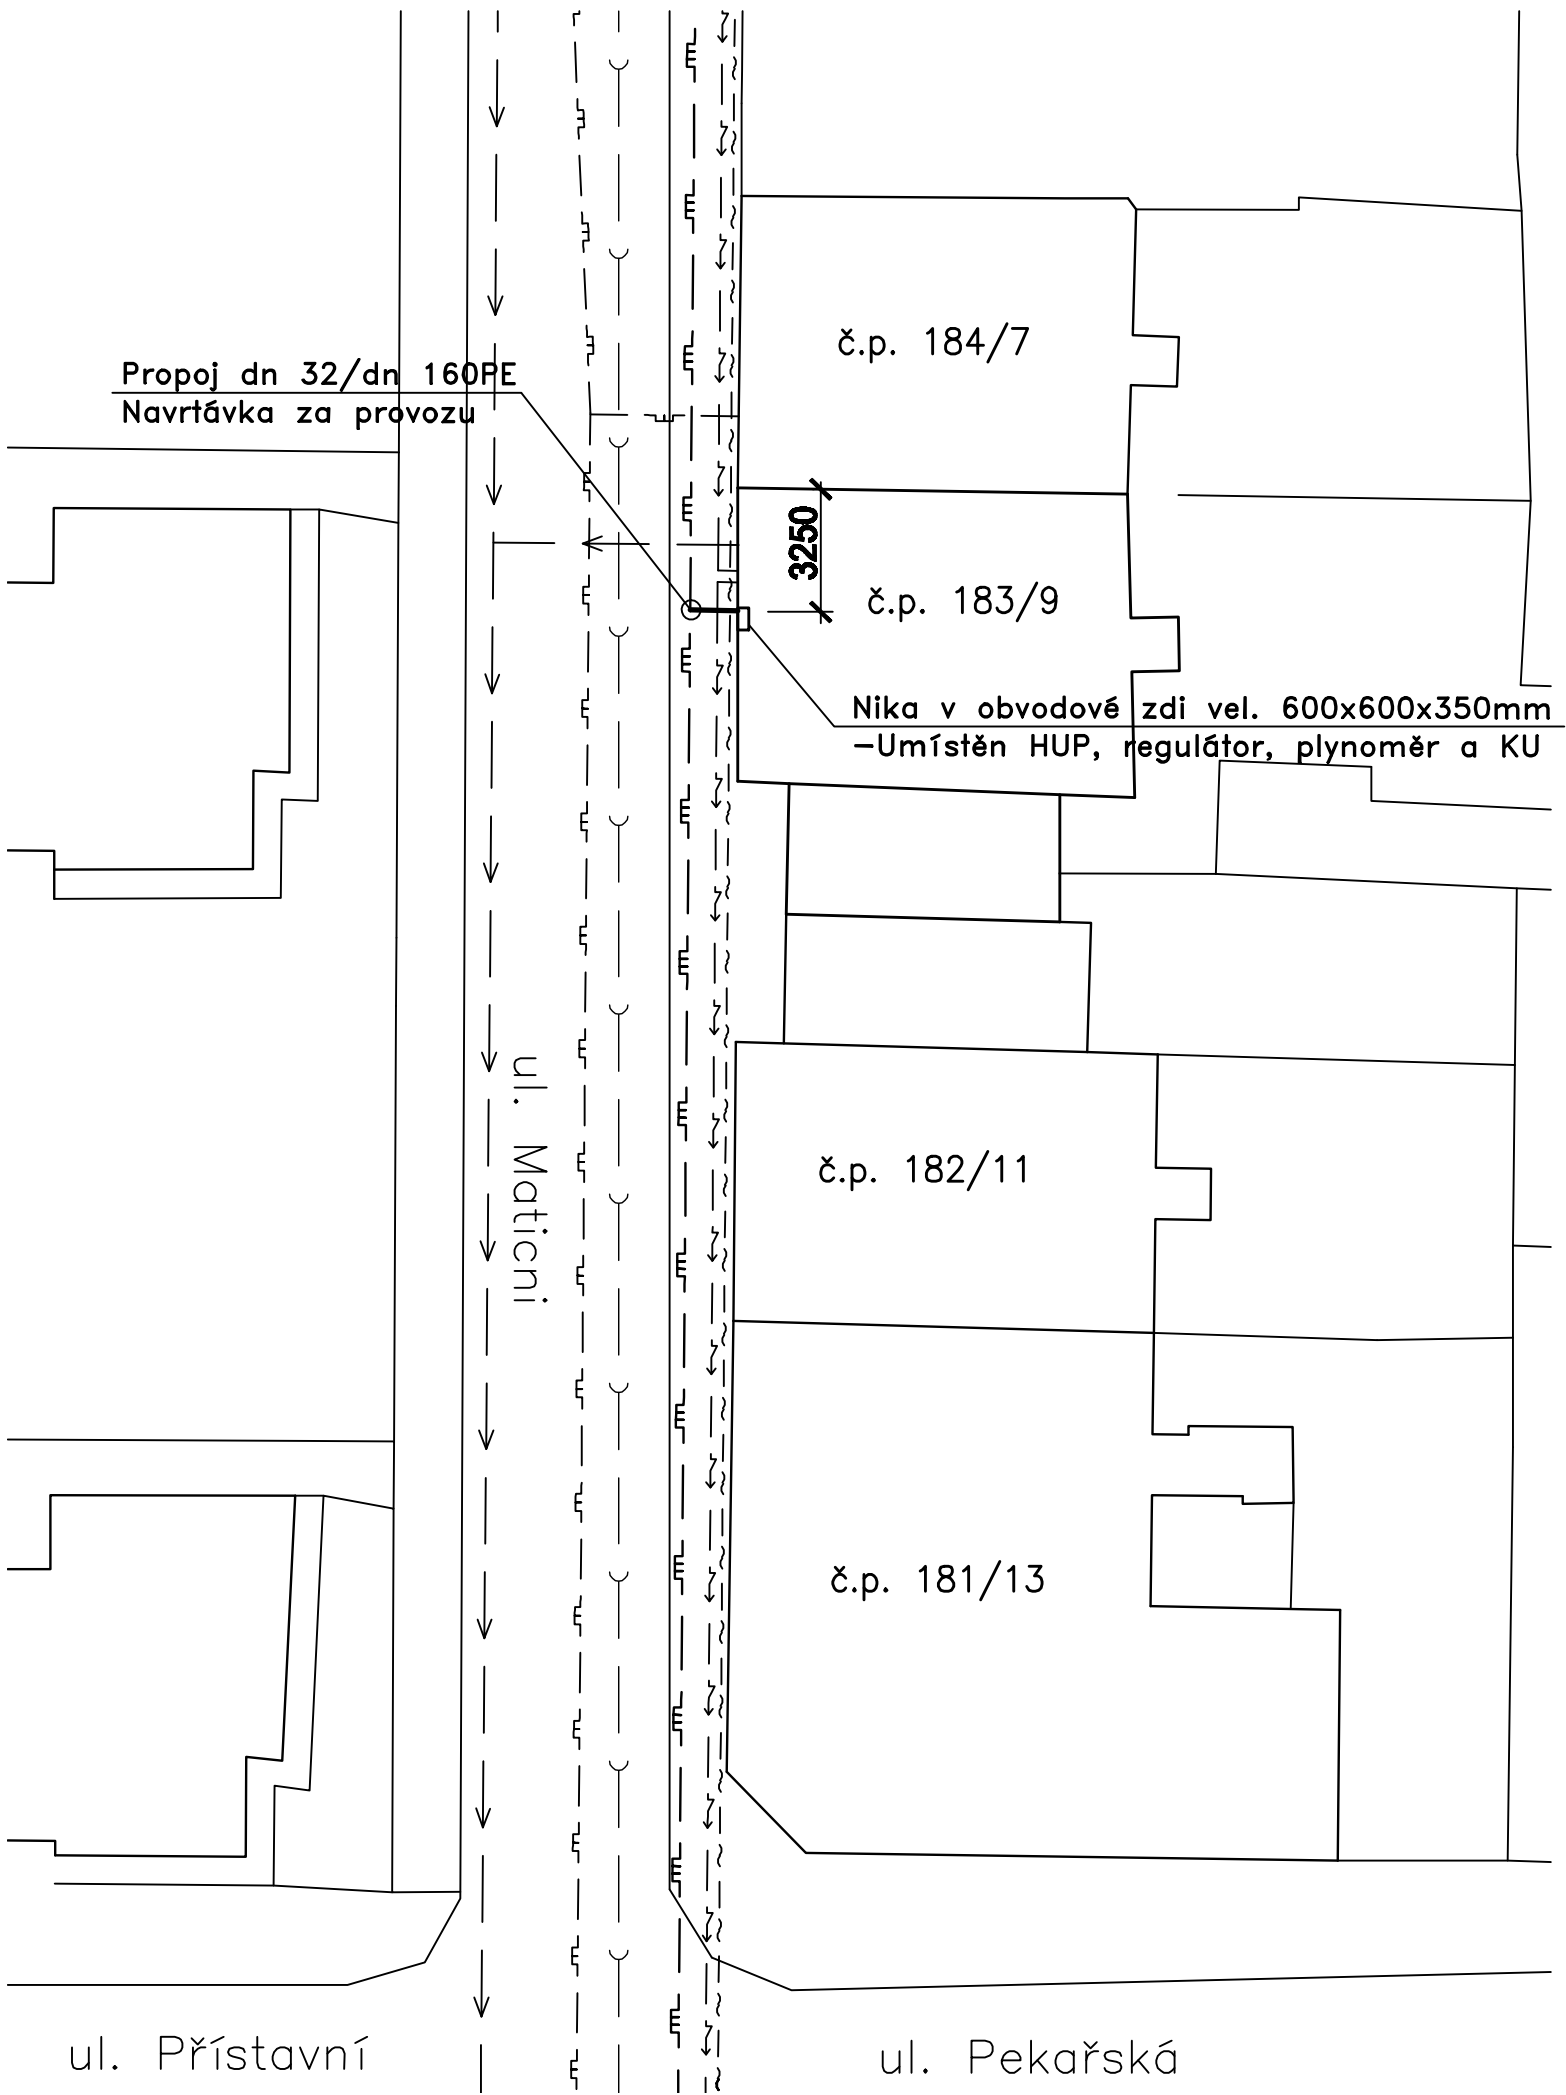 č.p. 184/7
Propoj dn 32/dn 160PE
Navrtávka za provozu
3250
č.p. 183/9
Nika v obvodové zdi vel. 600x600x350mm
-Umístěn HUP, regulátor, plynoměr a KU
ul. Maticni
č.p. 182/11
č.p. 181/13
ul. Přístavní
ul. Pekařská